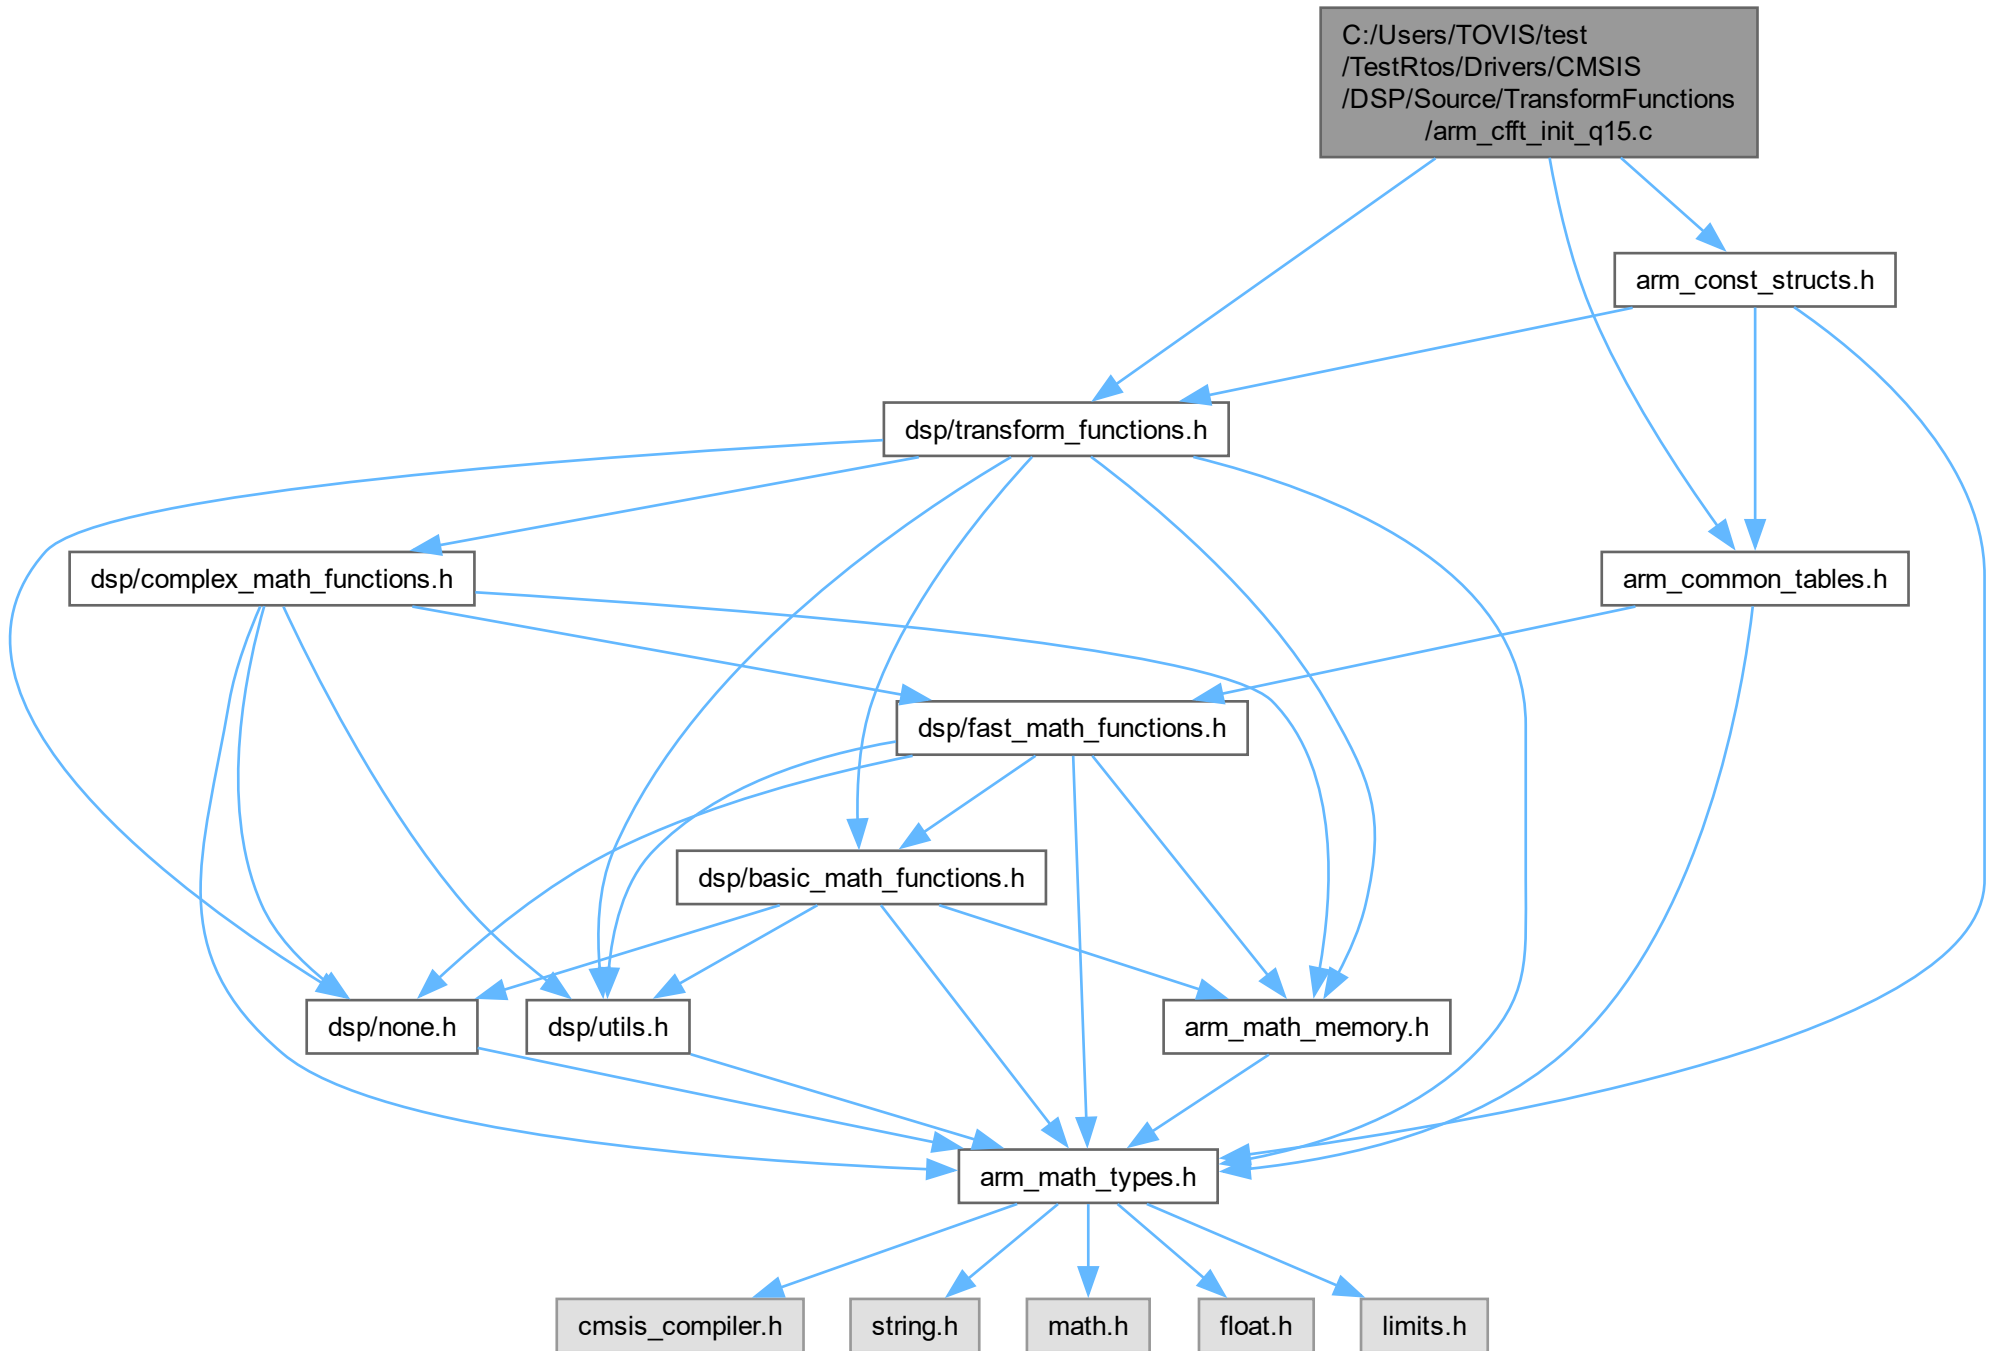 C:/Users/TOVIS/test
/TestRtos/Drivers/CMSIS
/DSP/Source/TransformFunctions
/arm_cfft_init_q15.c
arm_const_structs.h
dsp/transform_functions.h
dsp/complex_math_functions.h
arm_common_tables.h
dsp/fast_math_functions.h
dsp/basic_math_functions.h
dsp/none.h
dsp/utils.h
arm_math_memory.h
arm_math_types.h
cmsis_compiler.h
string.h
math.h
float.h
limits.h